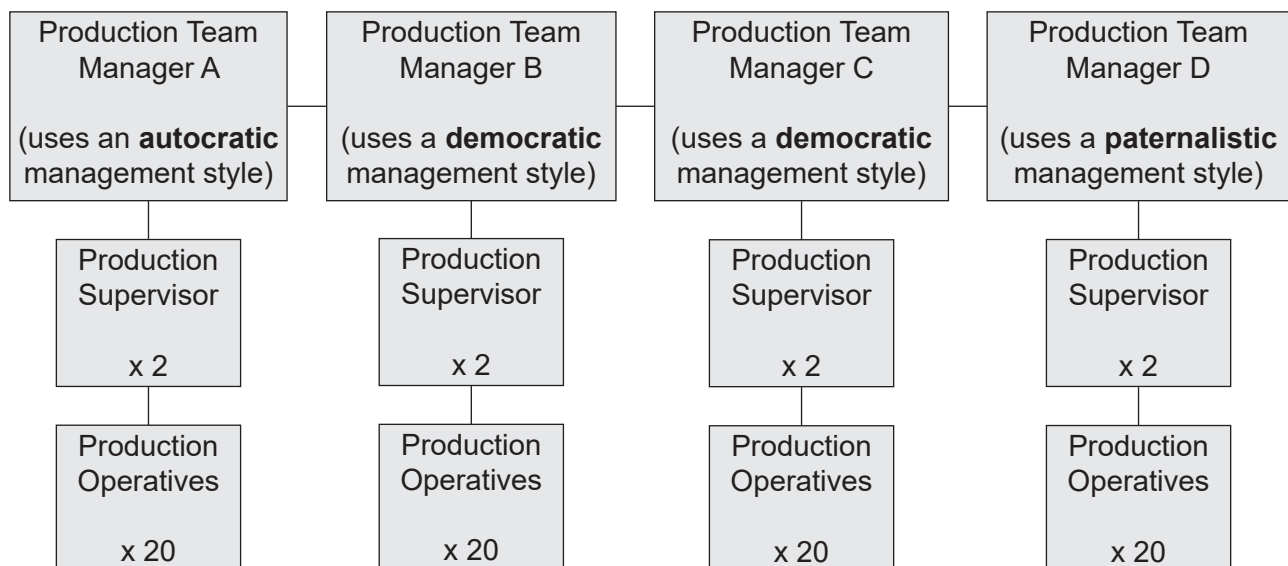 Production Team
Manager A
(uses an autocratic
management style)
Production Team
Manager B
(uses a democratic
management style)
Production Team
Manager C
(uses a democratic
management style)
Production Team
Manager D
(uses a paternalistic
management style)
Production
Supervisor
x 2
Production
Supervisor
x 2
Production
Supervisor
x 2
Production
Supervisor
x 2
Production
Operatives
x 20
Production
Operatives
x 20
Production
Operatives
x 20
Production
Operatives
x 20